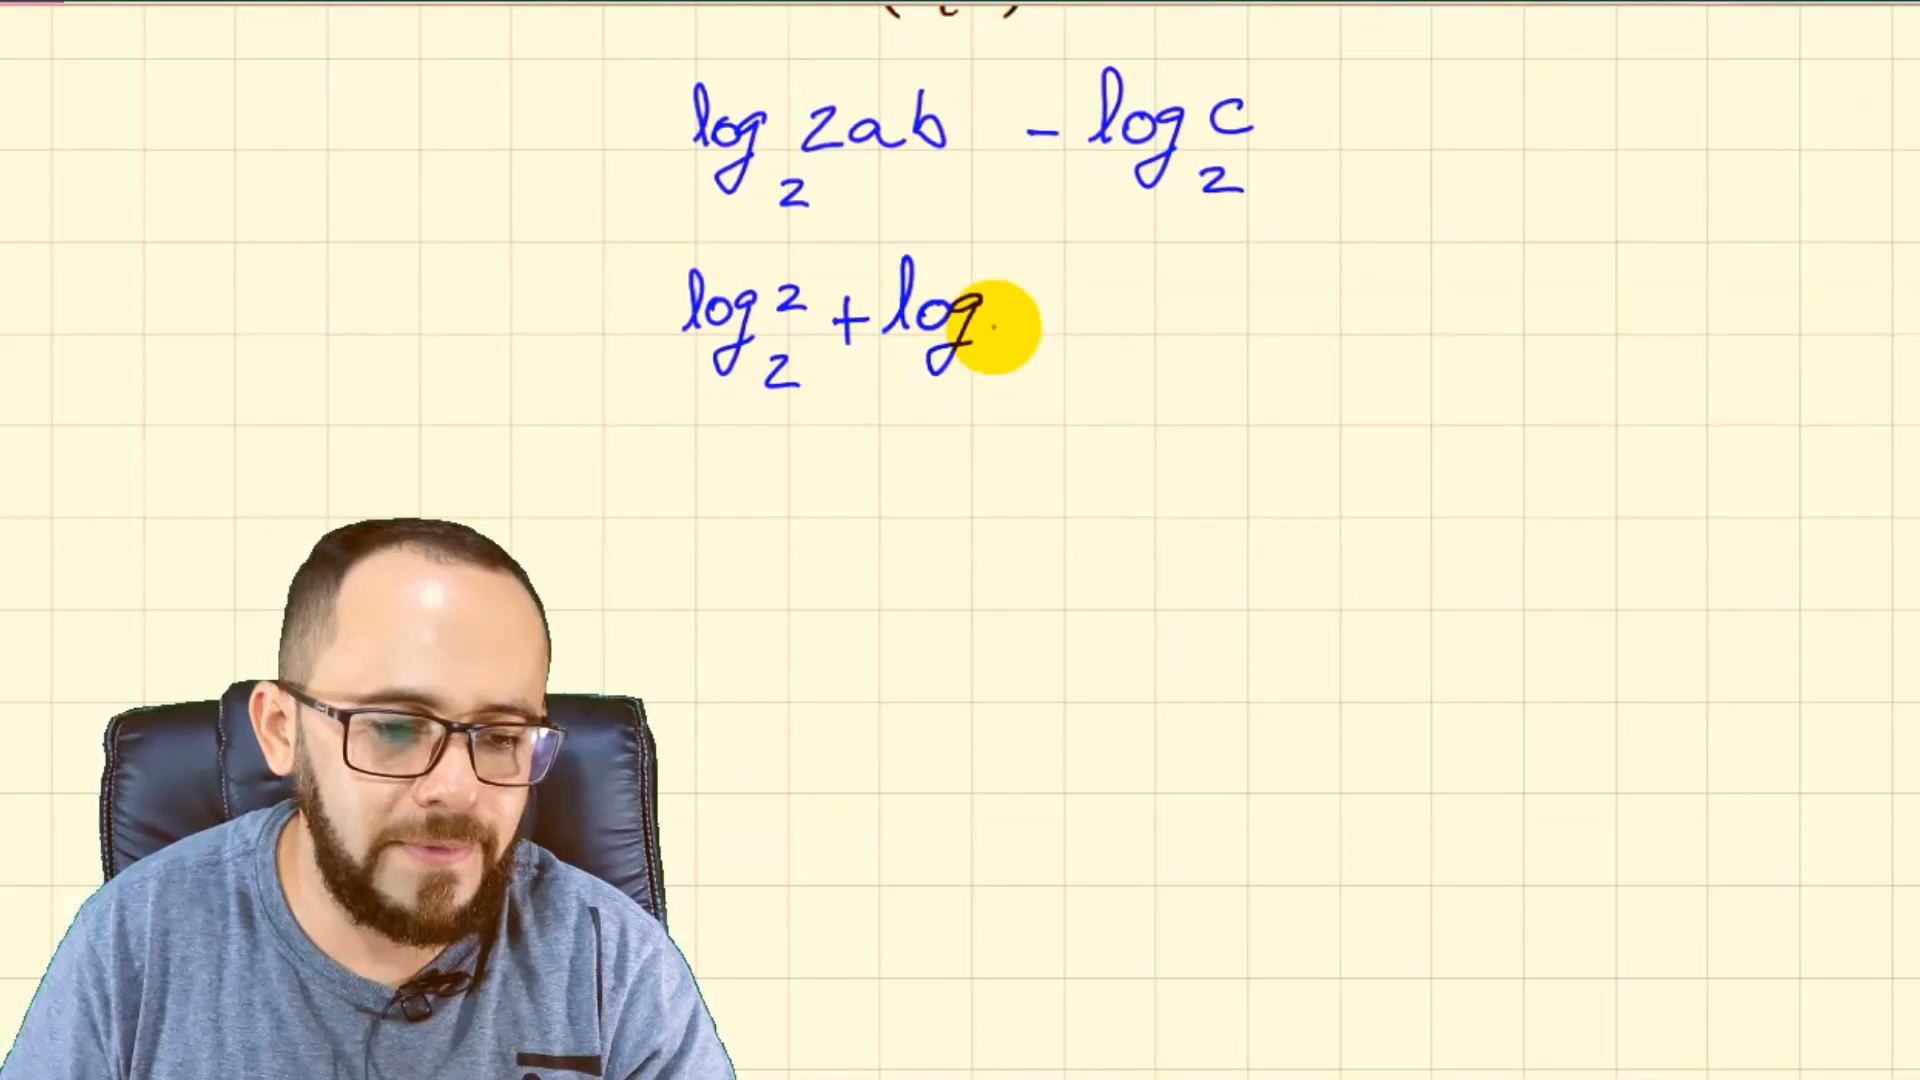 log₂ 2ab - log₂ c
log₂ 2 + log